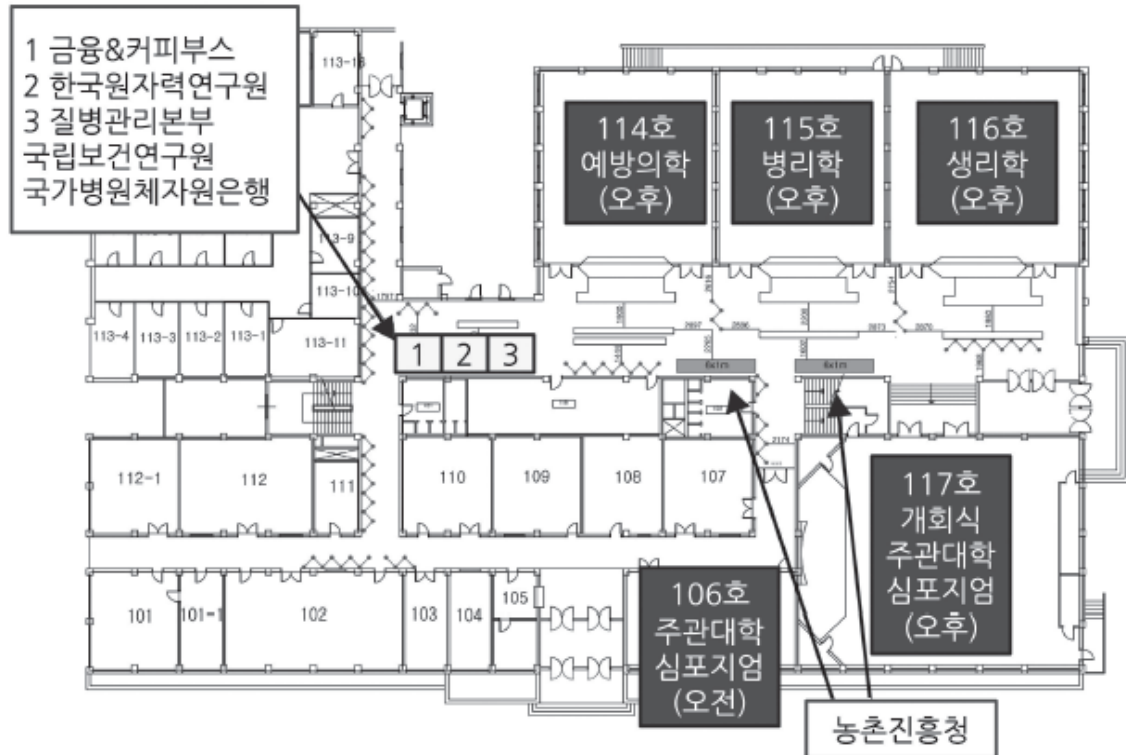 1 금융&커피부스
2 한국원자력연구원
3 질병관리본부
국립보건연구원
국가병원체자원은행
113-16
114호
예방의학
(오후)
115호
병리학
(오후)
116호
생리학
(오후)
113-9
113-10
113-4
113-3
113-2
113-1
113-11
1
2
3
6x1m
6x1m
112-1
112
111
110
109
108
107
117호
개회식
주관대학
심포지엄
(오후)
101
101-1
102
103
104
105
106호
주관대학
심포지엄
(오전)
농촌진흥청